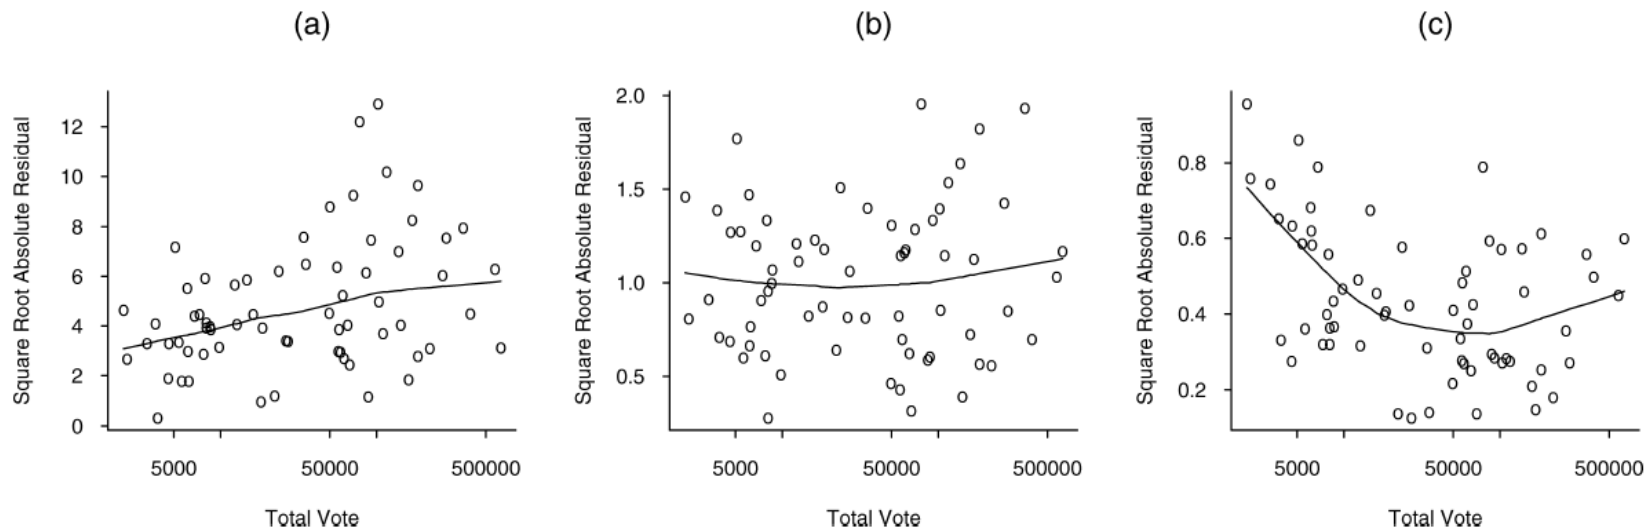 (a)
Square Root Absolute Residual
12
10
8
6
4
2
0
5000 50000 500000
Total Vote
(b)
Square Root Absolute Residual
2.0
1.5
1.0
0.5
5000 50000 500000
Total Vote
(c)
Square Root Absolute Residual
0.8
0.6
0.4
0.2
5000 50000 500000
Total Vote